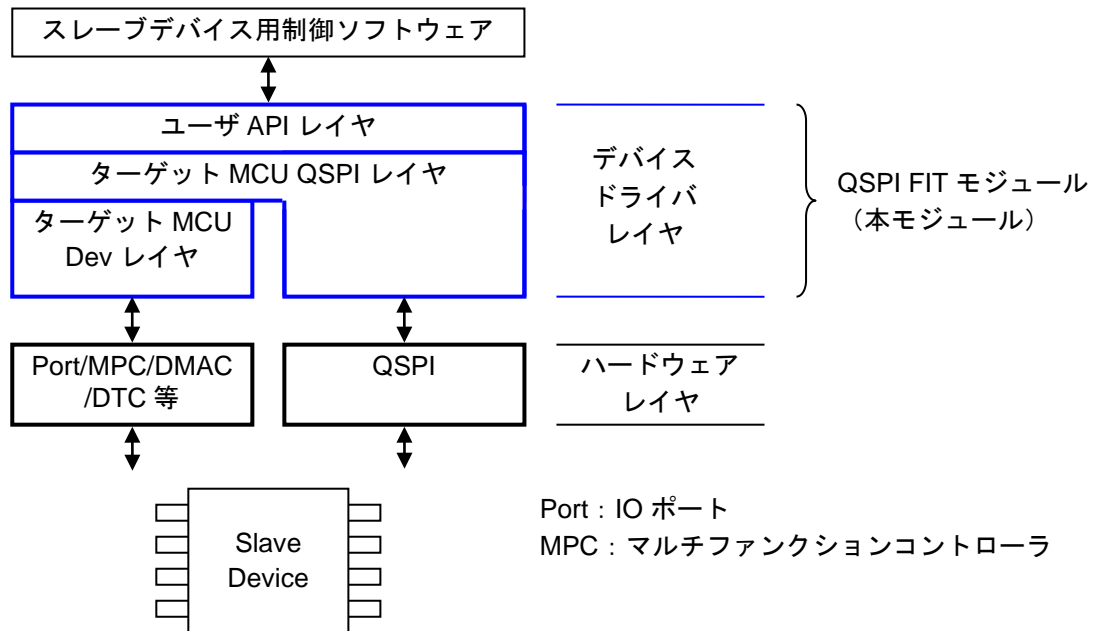 スレーブデバイス用制御ソフトウェア
ユーザ API レイヤ
ターゲット MCU QSPI レイヤ
ターゲット MCU
Dev レイヤ
デバイス
ドライバ
レイヤ
QSPI FIT モジュール
（本モジュール）
Port/MPC/DMAC
/DTC 等
QSPI
ハードウェア
レイヤ
Slave
Device
Port：IO ポート
MPC：マルチファンクションコントローラ